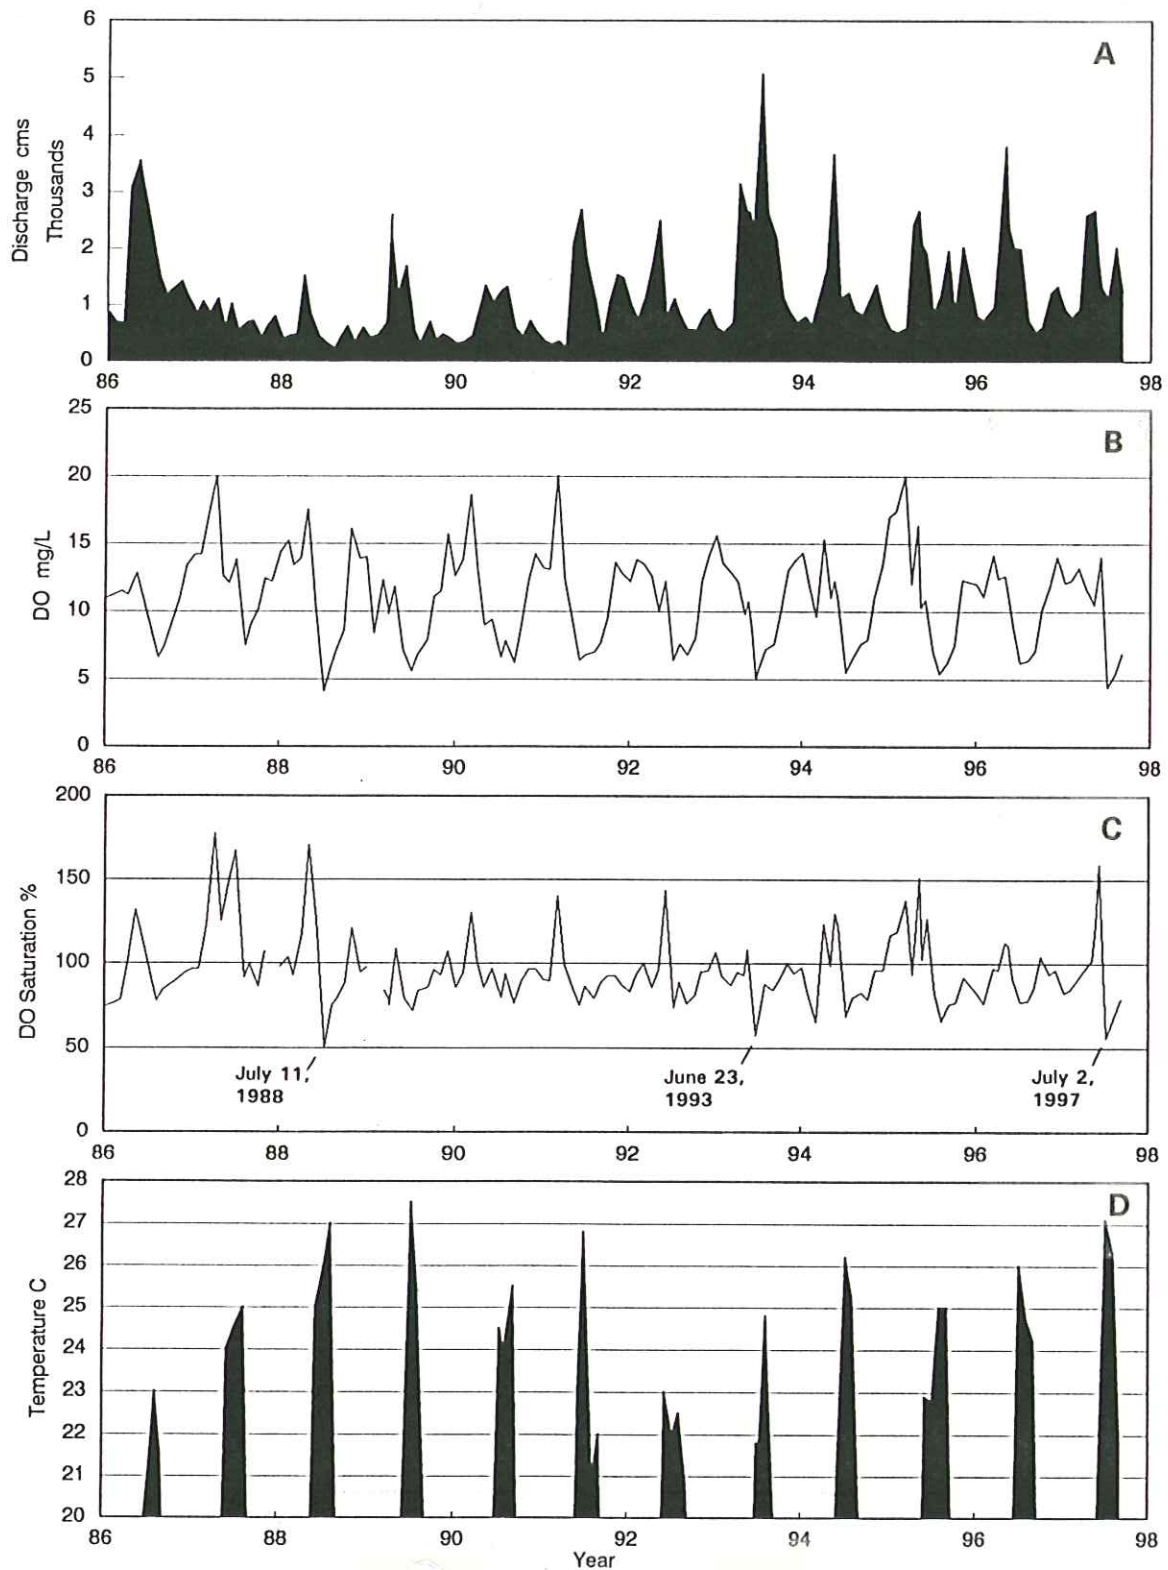 A
Discharge cms
Thousands
6
5
4
3
2
1
0
86 88 90 92 94 96 98
B
DO mg/L
25
20
15
10
5
0
86 88 90 92 94 96 98
C
DO Saturation %
200
150
100
50
0
July 11,
1988
June 23,
1993
July 2,
1997
86 88 90 92 94 96 98
D
Temperature C
28
27
26
25
24
23
22
21
20
86 88 90 92 94 96 98
Year